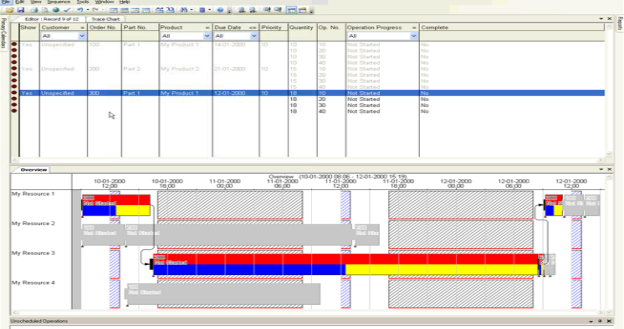 File Edit View Sequence Tools Window Help
Editor : Record 9 of 12 Trace Chart
Show Customer Order No. Part No. Product Due Date Priority Quantity Op. No. Operation Progress Complete
All All All All
Yes Unspecified 100 Part 1 My Product 1 14-01-2000 10 10 10 Not Started No
10 20 Not Started No
10 30 Not Started No
10 40 Not Started No
Yes Unspecified 200 Part 2 My Product 2 21-01-2000 10 15 10 Not Started No
20 Not Started No
30 Not Started No
40 Not Started No
Yes Unspecified 300 Part 1 My Product 1 12-01-2000 10 18 10 Not Started No
18 20 Not Started No
18 30 Not Started No
18 40 Not Started No
Overview
Overview (10-01-2000 08:06 - 12-01-2000 15:19)
10-01-2000 10-01-2000 11-01-2000 11-01-2000 11-01-2000 11-01-2000 12-01-2000 12-01-2000 12-01-2000
12:00 18:00 00:00 06:00 12:00 18:00 00:00 06:00 12:00
My Resource 1
Not Started
My Resource 2
Not Started
My Resource 3
Not Started
My Resource 4
Not Started
Unscheduled Operations